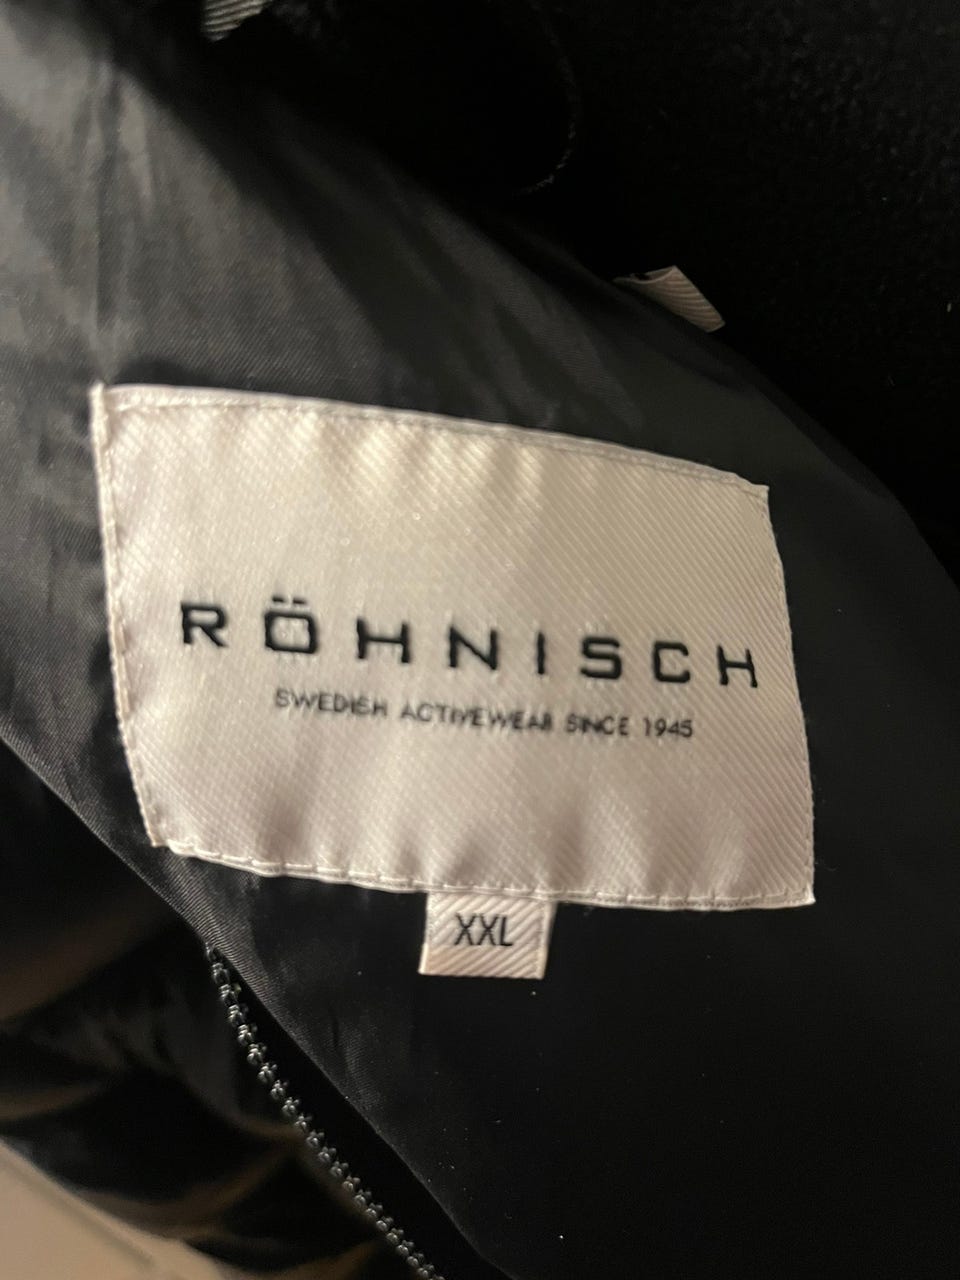 RÖHNISCH
SWEDISH ACTIVEWEAR SINCE 1945
XXL